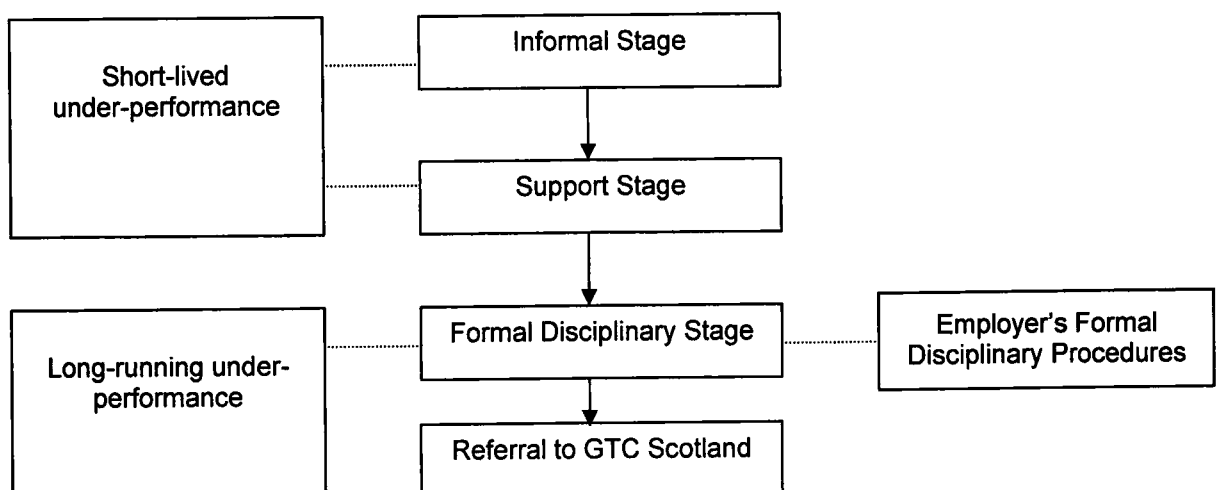 Informal Stage
Short-lived
under-performance
Support Stage
Formal Disciplinary Stage
Employer's Formal
Disciplinary Procedures
Long-running under-
performance
Referral to GTC Scotland